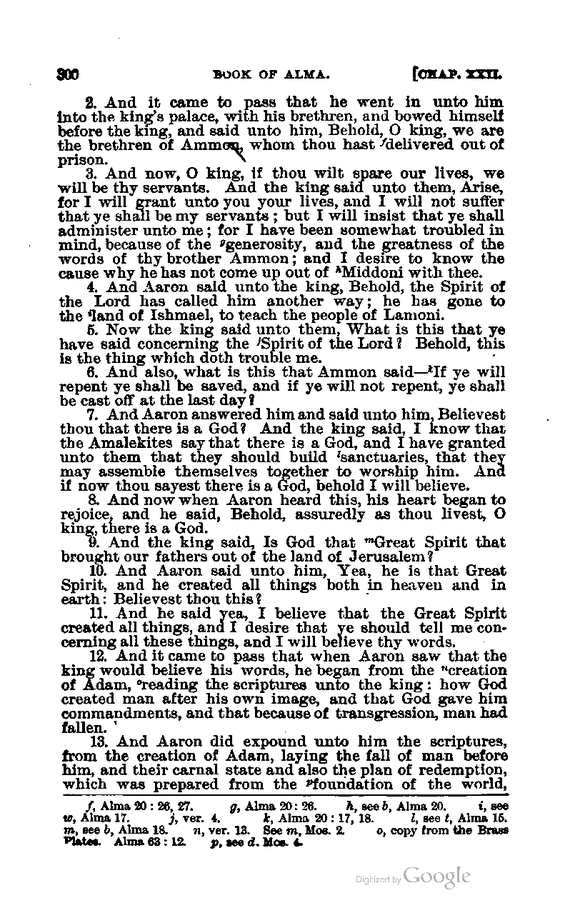 300 BOOK OF ALMA. [CHAP. XXII.
2. And it came to pass that he went in unto him
into the king's palace, with his brethren, and bowed himself
before the king, and said unto him, Behold, O king, we are
the brethren of Ammon, whom thou hast fdelivered out of
prison.
3. And now, O king, if thou wilt spare our lives, we
will be thy servants. And the king said unto them, Arise,
for I will grant unto you your lives, and I will not suffer
that ye shall be my servants; but I will insist that ye shall
administer unto me; for I have been somewhat troubled in
mind, because of the ggenerosity, and the greatness of the
words of thy brother Ammon; and I desire to know the
cause why he has not come up out of hMiddoni with thee.
4. And Aaron said unto the king, Behold, the Spirit of
the Lord has called him another way; he has gone to
the iland of Ishmael, to teach the people of Lamoni.
5. Now the king said unto them, What is this that ye
have said concerning the jSpirit of the Lord? Behold, this
is the thing which doth trouble me.
6. And also, what is this that Ammon said—kIf ye will
repent ye shall be saved, and if ye will not repent, ye shall
be cast off at the last day?
7. And Aaron answered him and said unto him, Believest
thou that there is a God? And the king said, I know that
the Amalekites say that there is a God, and I have granted
unto them that they should build lsanctuaries, that they
may assemble themselves together to worship him. And
if now thou sayest there is a God, behold I will believe.
8. And now when Aaron heard this, his heart began to
rejoice, and he said, Behold, assuredly as thou livest, O
king, there is a God.
9. And the king said, Is God that mGreat Spirit that
brought our fathers out of the land of Jerusalem?
10. And Aaron said unto him, Yea, he is that Great
Spirit, and he created all things both in heaven and in
earth: Believest thou this?
11. And he said yea, I believe that the Great Spirit
created all things, and I desire that ye should tell me con-
cerning all these things, and I will believe thy words.
12. And it came to pass that when Aaron saw that the
king would believe his words, he began from the ncreation
of Adam, oreading the scriptures unto the king: how God
created man after his own image, and that God gave him
commandments, and that because of transgression, man had
fallen.
13. And Aaron did expound unto him the scriptures,
from the creation of Adam, laying the fall of man before
him, and their carnal state and also the plan of redemption,
which was prepared from the pfoundation of the world,
f, Alma 20: 26, 27. g, Alma 20: 26. h, see b, Alma 20. i, see
w, Alma 17. j, ver. 4. k, Alma 20: 17, 18. l, see t, Alma 15.
m, see b, Alma 18. n, ver. 13. See m, Mos. 2. o, copy from the Brass
Plates. Alma 63: 12. p, see d. Mos. 4.
Digitized by Google